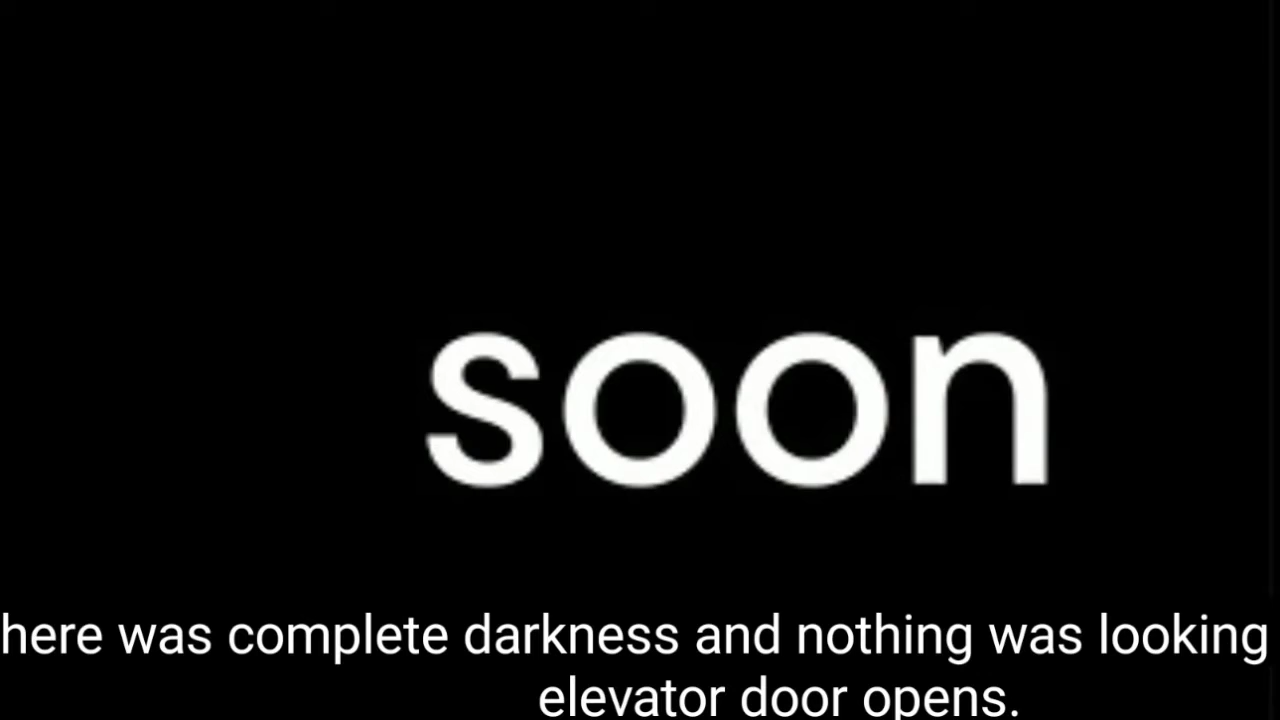 soon
here was complete darkness and nothing was looking
elevator door opens.